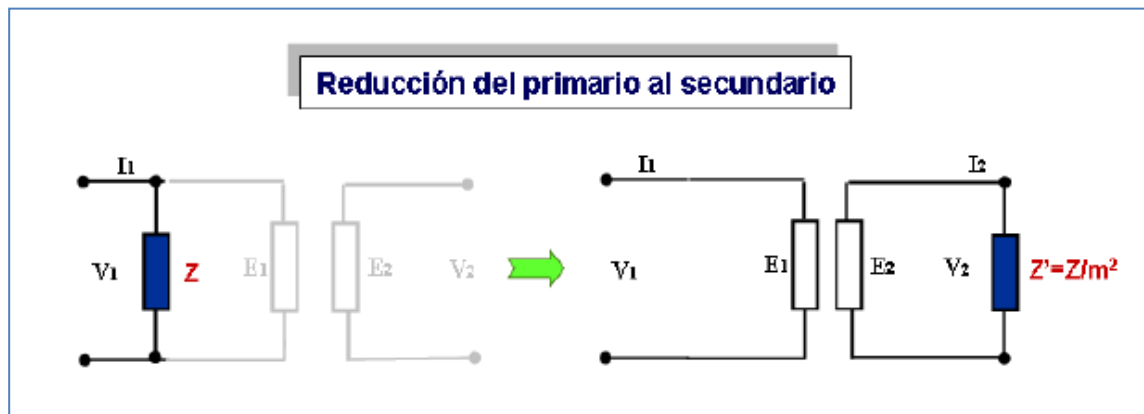 Reducción del primario al secundario
I1
V1
Z
E1
E2
V2
I1
V1
E1
E2
I2
V2
Z'=Z/m²